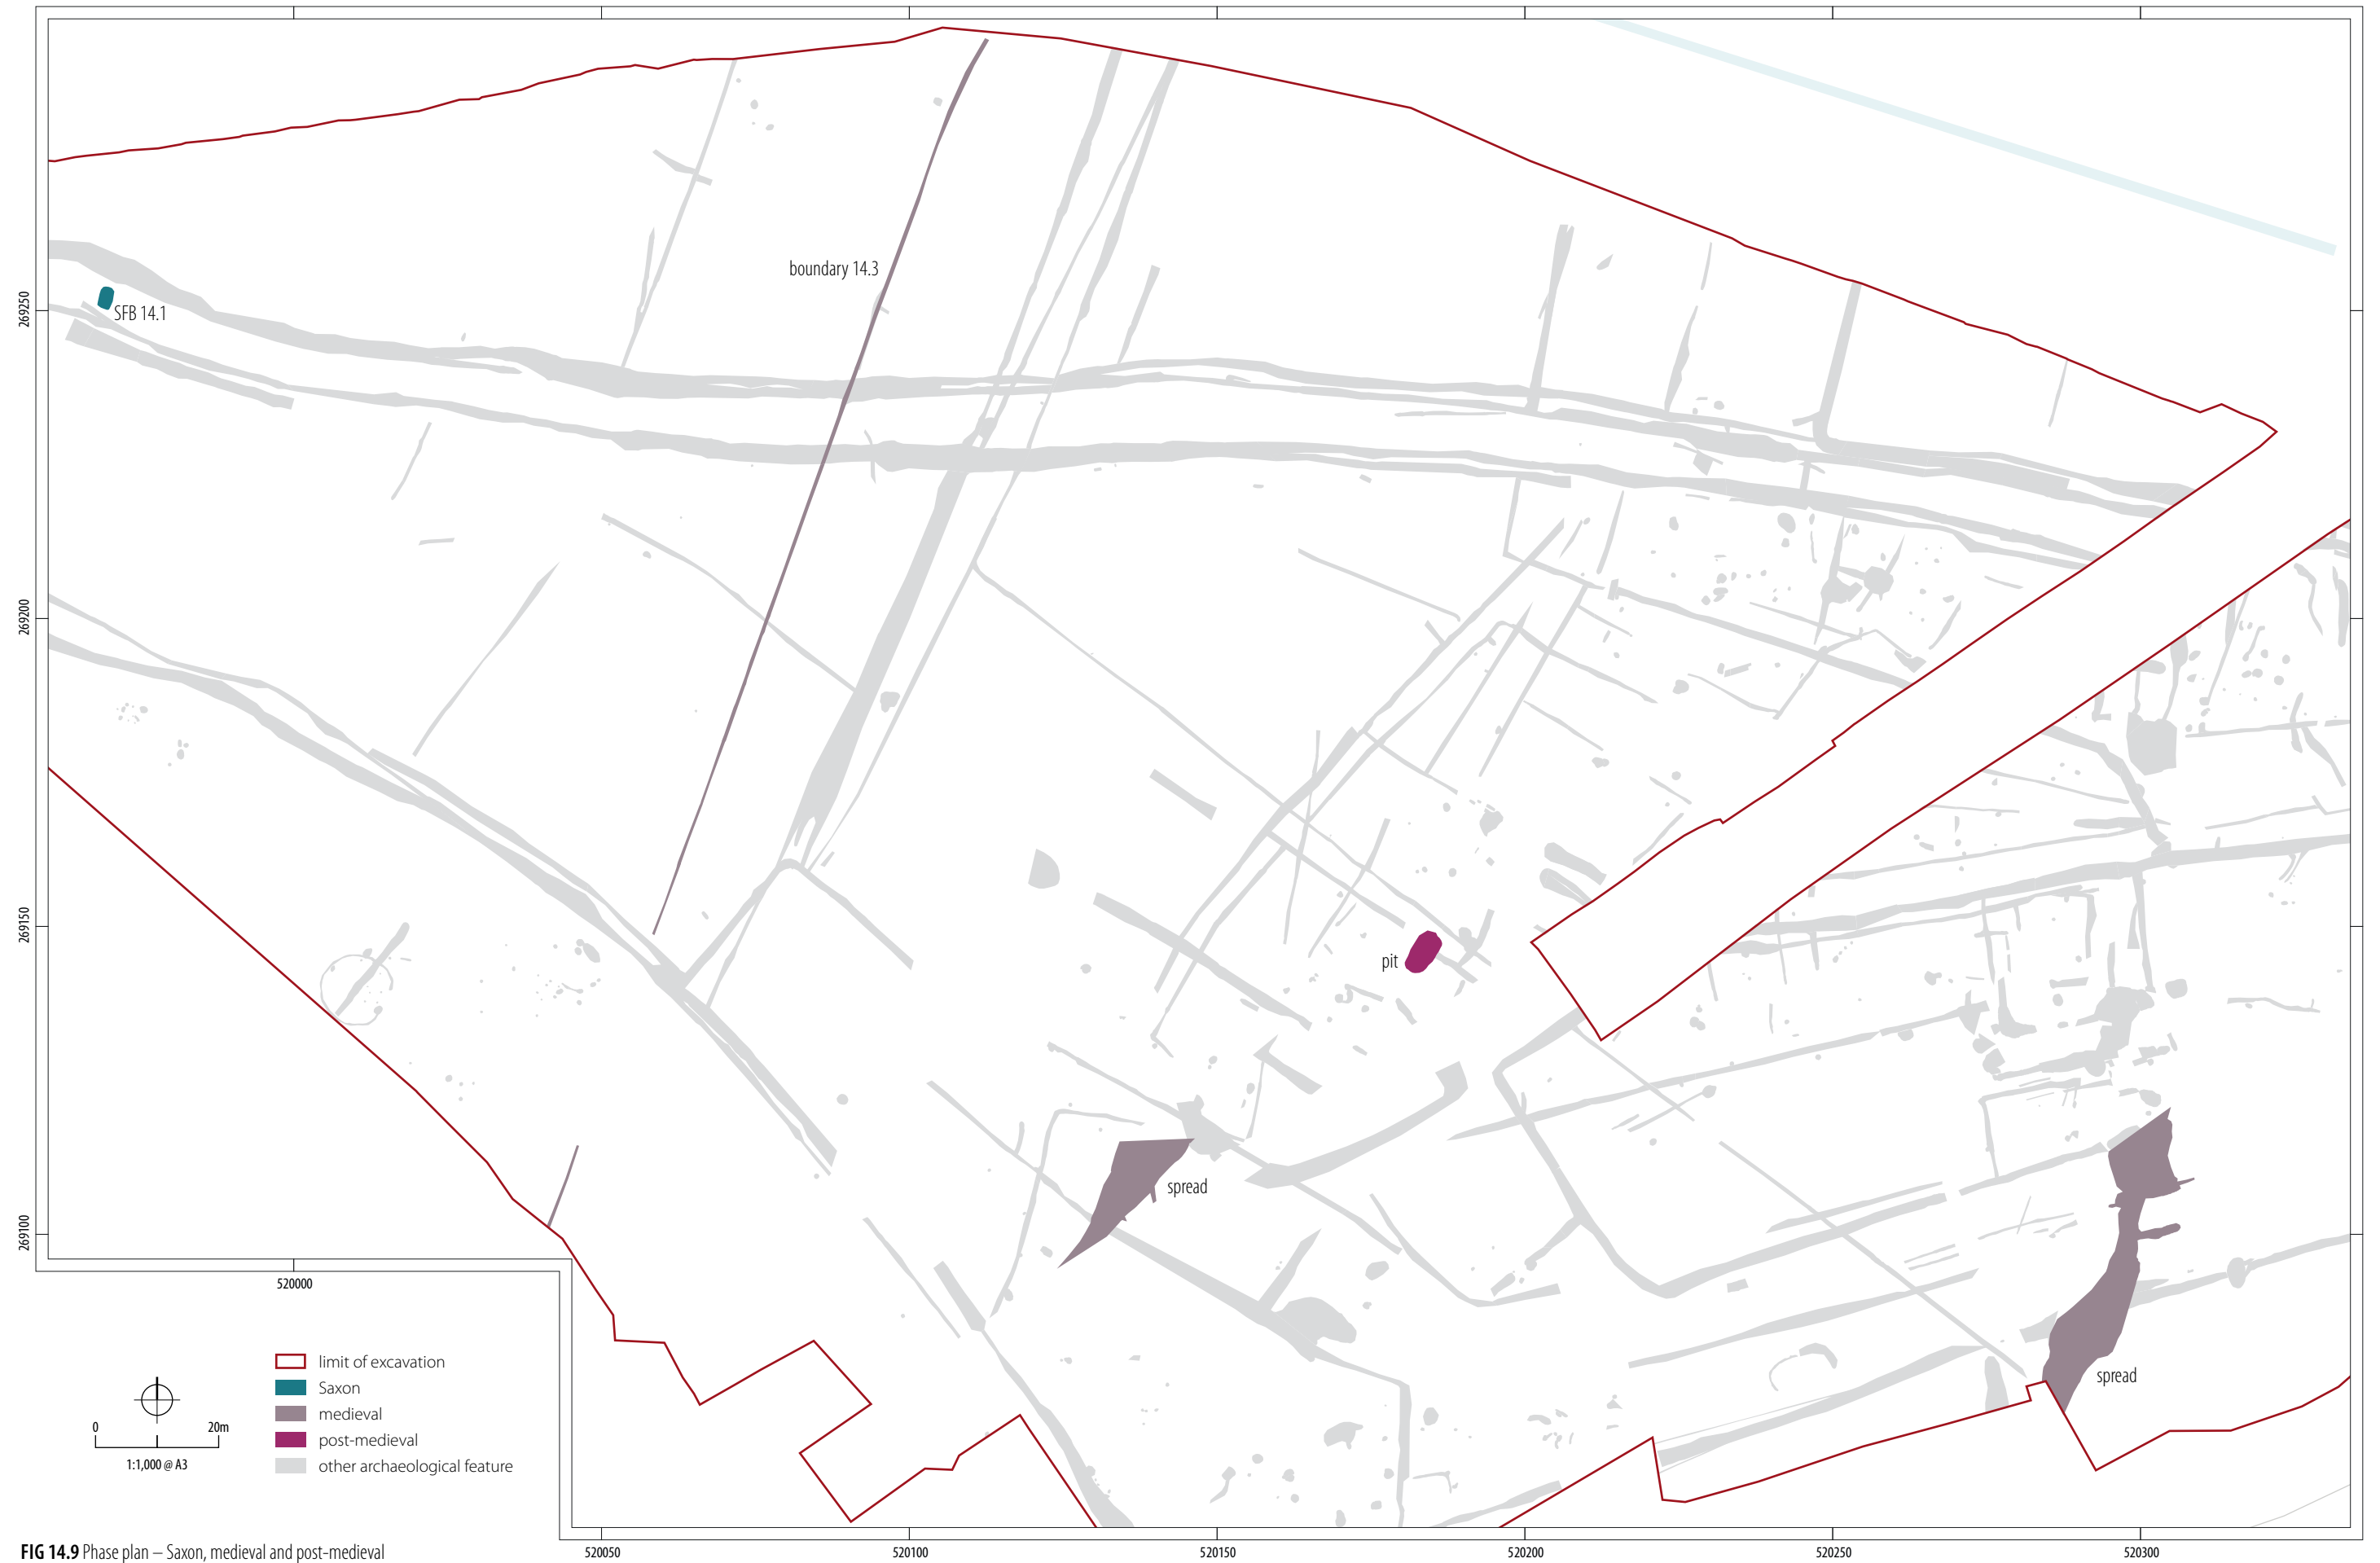 boundary 14.3
269250
SFB 14.1
269200
269150
pit
spread
269100
520000
spread
limit of excavation
Saxon
medieval
0
20m
post-medieval
1:1,000 @ A3
other archaeological feature
FIG 14.9 Phase plan – Saxon, medieval and post-medieval
520050
520100
520150
520200
520250
520300